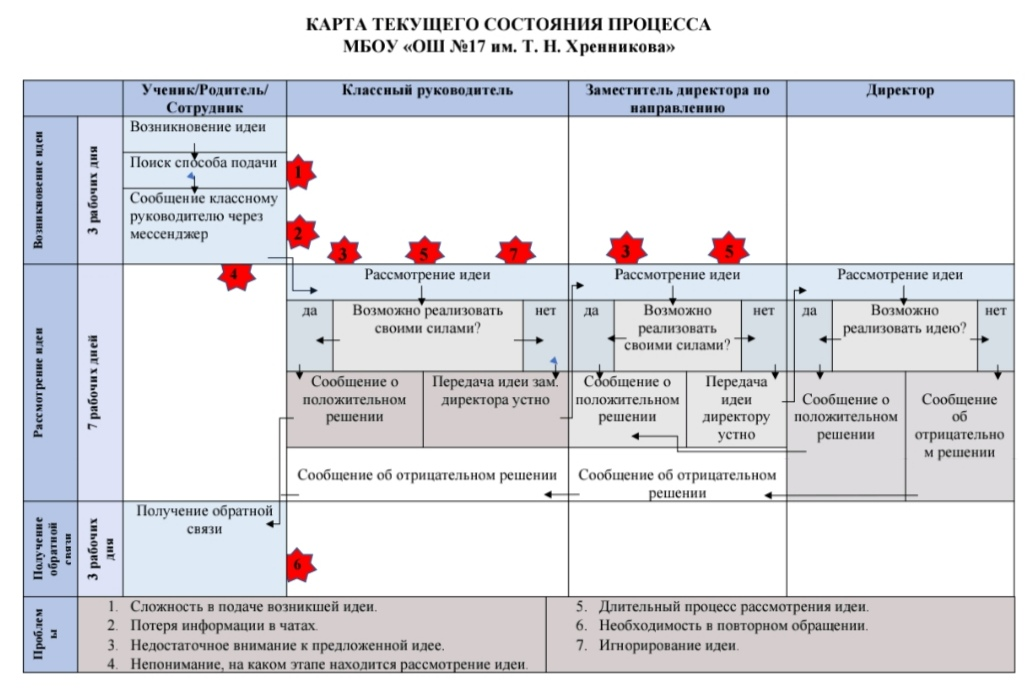 КАРТА ТЕКУЩЕГО СОСТОЯНИЯ ПРОЦЕССА
МБОУ «ОШ №17 им. Т. Н. Хренникова»
Ученик/Родитель/
Сотрудник
Классный руководитель
Заместитель директора по
направлению
Директор
Возникновение идеи
3 рабочих дня
Возникновение идеи
Поиск способа подачи
1
Сообщение классному
руководителю через
мессенджер
2
3
5
7
3
5
Рассмотрение идеи
7 рабочих дней
4
Рассмотрение идеи
да
Возможно реализовать
своими силами?
нет
Сообщение о
положительном
решении
Передача идеи зам.
директора устно
Сообщение об отрицательном решении
Рассмотрение идеи
да
Возможно
реализовать
своими силами?
нет
Сообщение о
положительном
решении
Передача
идеи
директору
устно
Сообщение об отрицательном
решении
Рассмотрение идеи
да
Возможно
реализовать идею?
нет
Сообщение о
положительном
решении
Сообщение
об
отрицательно
м решении
Получение
обратной
связи
3 рабочих
дня
Получение обратной
связи
6
Проблем
ы
1. Сложность в подаче возникшей идеи.
2. Потеря информации в чатах.
3. Недостаточное внимание к предложенной идее.
4. Непонимание, на каком этапе находится рассмотрение идеи.
5. Длительный процесс рассмотрения идеи.
6. Необходимость в повторном обращении.
7. Игнорирование идеи.